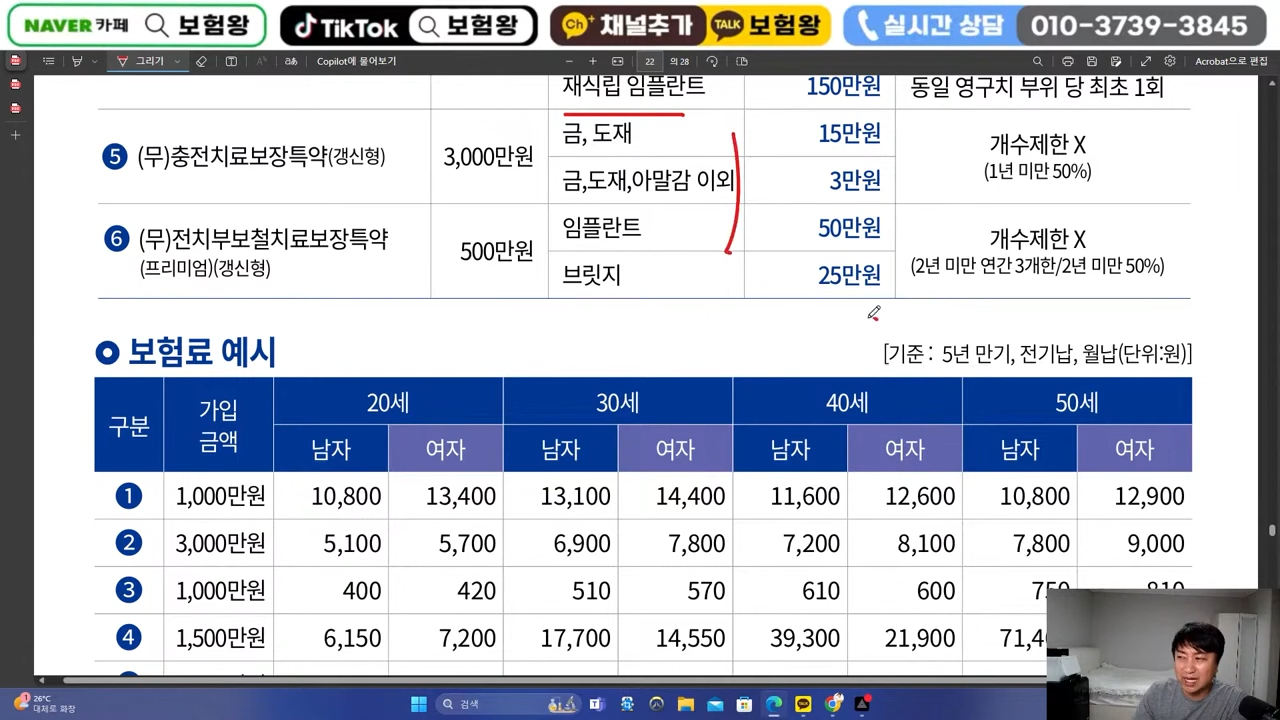 NAVER 카페 보험왕 TikTok 보험왕 Ch+ 채널추가 TALK 보험왕 실시간 상담 010-3739-3845
그리기 Copilot에 물어보기 22 의 28 Acrobat으로 편집
재식립 임플란트 150만원 동일 영구치 부위 당 최초 1회
5 (무)충전치료보장특약(갱신형) 3,000만원 금, 도재 15만원 개수제한 X
(1년 미만 50%)
금,도재,아말감 이외 3만원
6 (무)전치부보철치료보장특약
(프리미엄)(갱신형) 500만원 임플란트 50만원 개수제한 X
(2년 미만 연간 3개한/2년 미만 50%)
브릿지 25만원
보험료 예시 [기준 : 5년 만기, 전기납, 월납(단위:원)]
구분 가입
금액 20세 30세 40세 50세
남자 여자 남자 여자 남자 여자 남자 여자
1 1,000만원 10,800 13,400 13,100 14,400 11,600 12,600 10,800 12,900
2 3,000만원 5,100 5,700 6,900 7,800 7,200 8,100 7,800 9,000
3 1,000만원 400 420 510 570 610 600
4 1,500만원 6,150 7,200 17,700 14,550 39,300 21,900
26°C
대체로 화창
검색